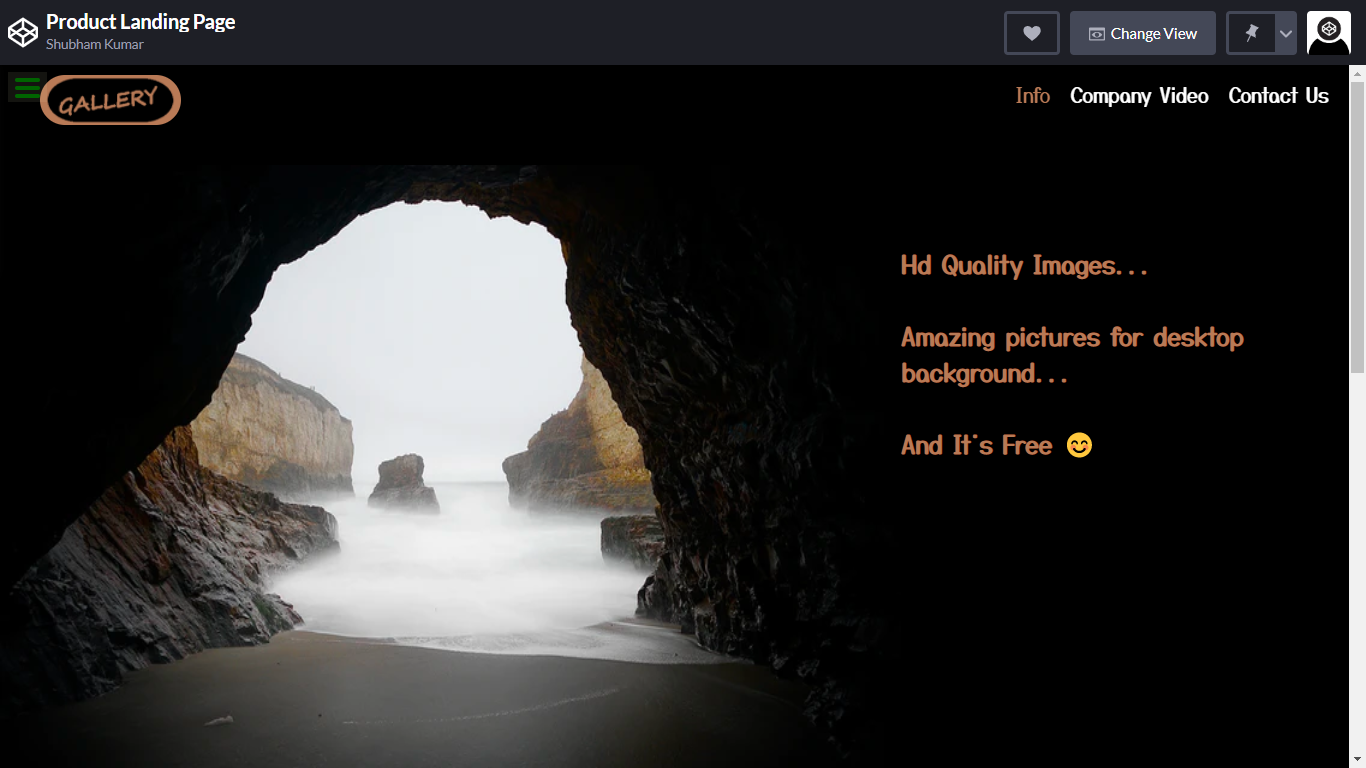 Product Landing Page
Shubham Kumar
Change View
GALLERY
Info
Company Video
Contact Us
Hd Quality Images...
Amazing pictures for desktop
background...
And It's Free 😊